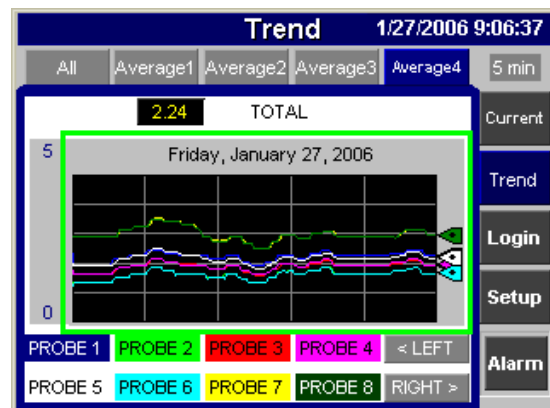 Trend 1/27/2006 9:06:37
All Average1 Average2 Average3 Average4 5 min
2.24 TOTAL
Current
5 Friday, January 27, 2006
Trend
Login
Setup
0
PROBE 1 PROBE 2 PROBE 3 PROBE 4 < LEFT
Alarm
PROBE 5 PROBE 6 PROBE 7 PROBE 8 RIGHT >